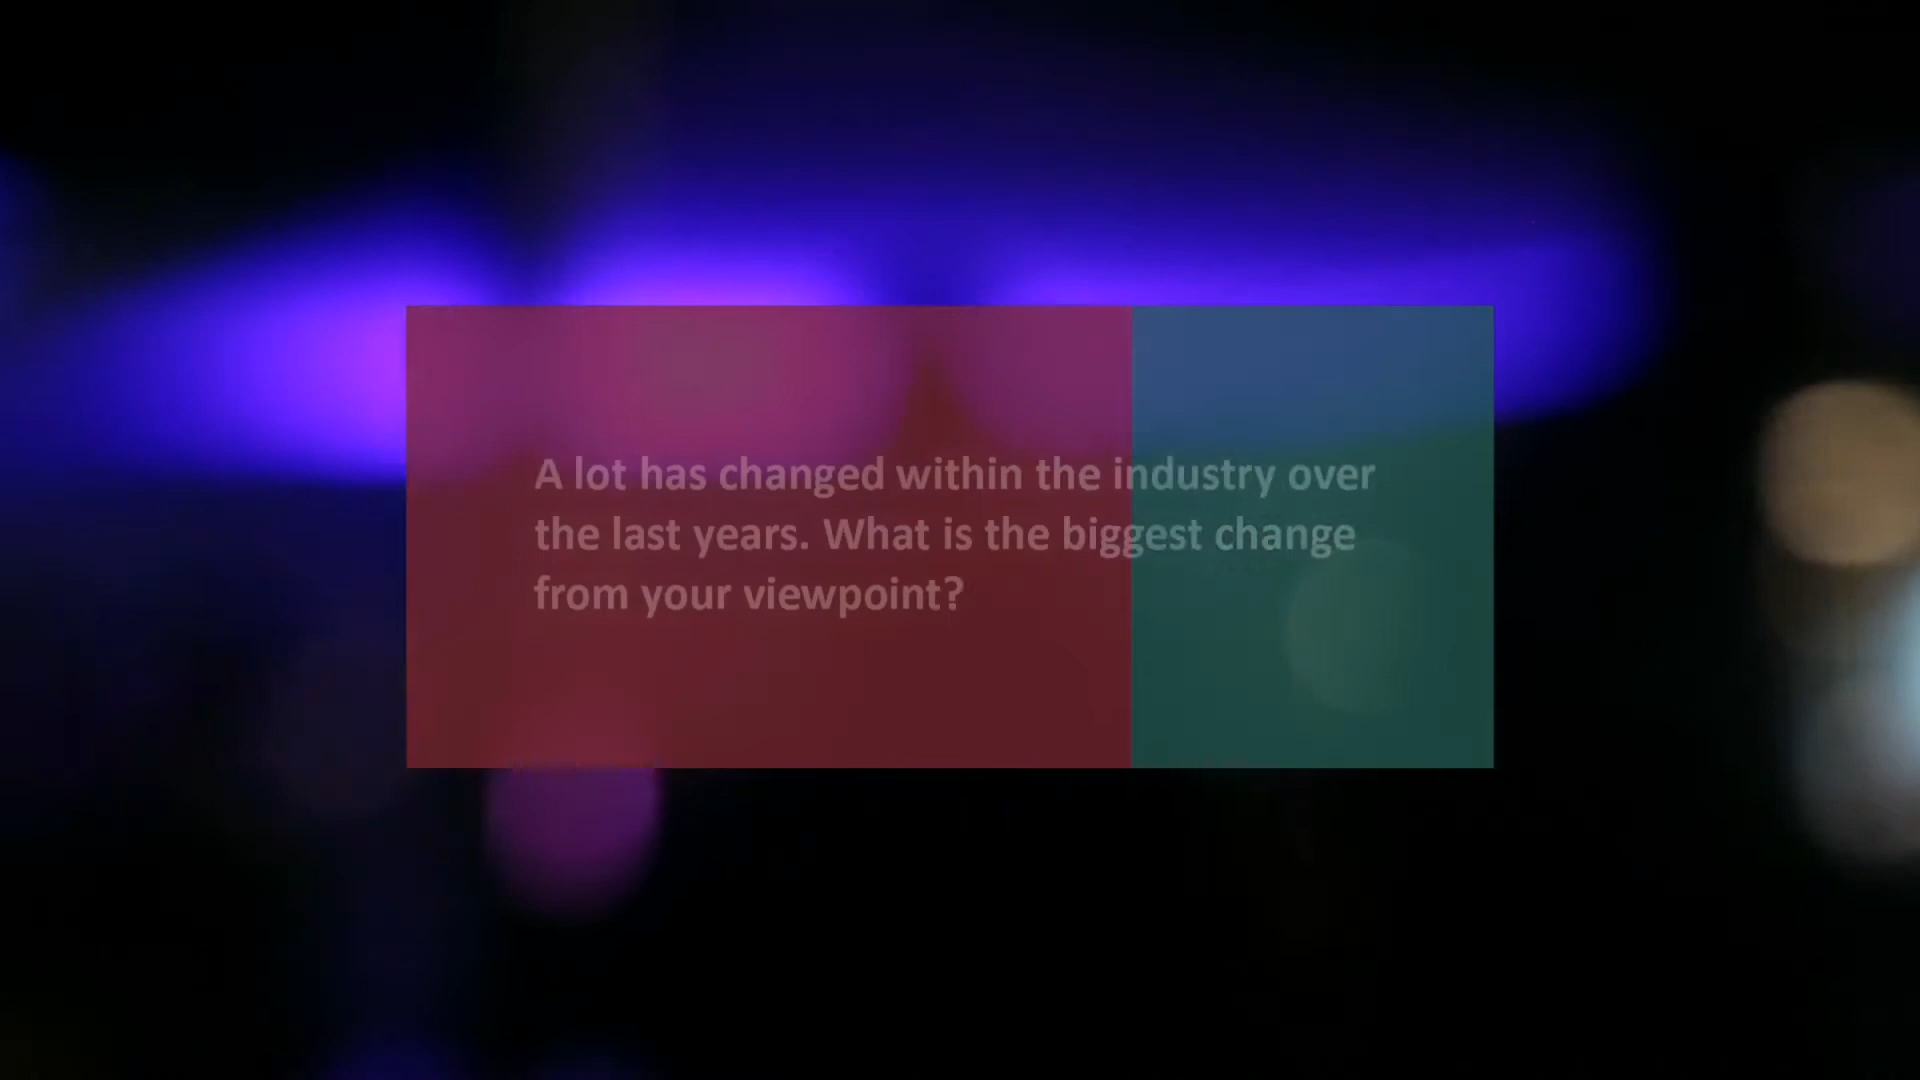 A lot has changed within the industry over
the last years. What is the biggest change
from your viewpoint?